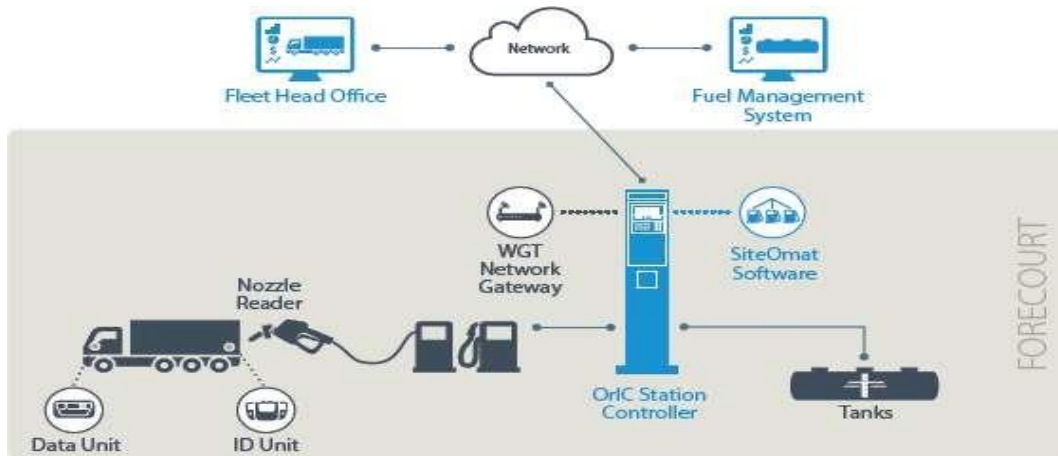 Network
Fleet Head Office
Fuel Management
System
WGT
Network
Gateway
SiteOmat
Software
Nozzle
Reader
FORECOURT
OrIC Station
Controller
Tanks
Data Unit
ID Unit